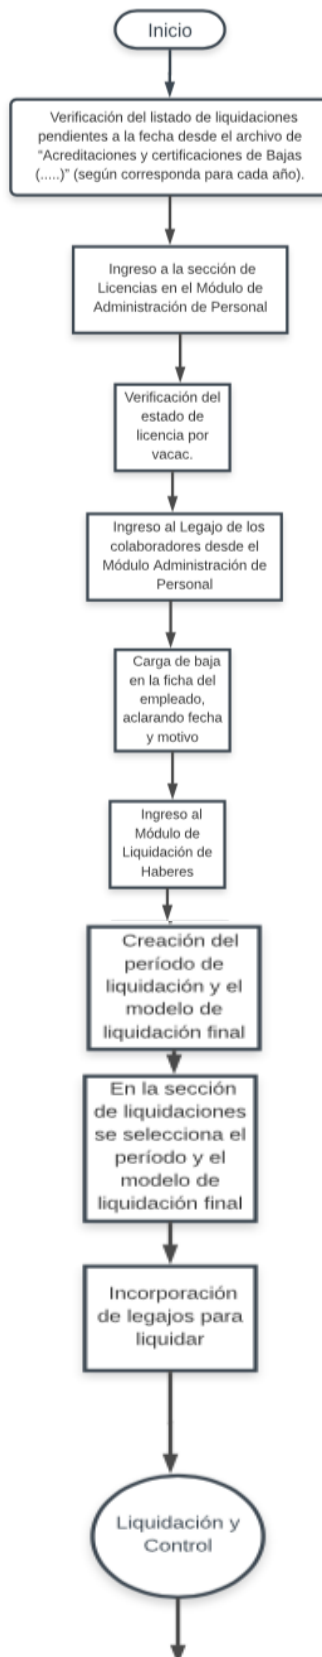 Inicio
Verificación del listado de liquidaciones
pendientes a la fecha desde el archivo de
“Acreditaciones y certificaciones de Bajas
(.....)” (según corresponda para cada año).
Ingreso a la sección de
Licencias en el Módulo de
Administración de Personal
Verificación del
estado de
licencia por
vacac.
Ingreso al Legajo de los
colaboradores desde el
Módulo Administración de
Personal
Carga de baja
en la ficha del
empleado,
aclarando fecha
y motivo
Ingreso al
Módulo de
Liquidación de
Haberes
Creación del
período de
liquidación y el
modelo de
liquidación final
En la sección
de liquidaciones
se selecciona el
período y el
modelo de
liquidación final
Incorporación
de legajos para
liquidar
Liquidación y
Control